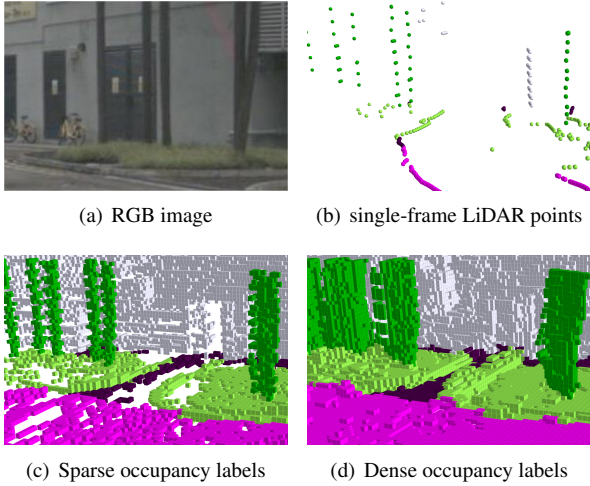 (a) RGB image
(b) single-frame LiDAR points
(c) Sparse occupancy labels
(d) Dense occupancy labels